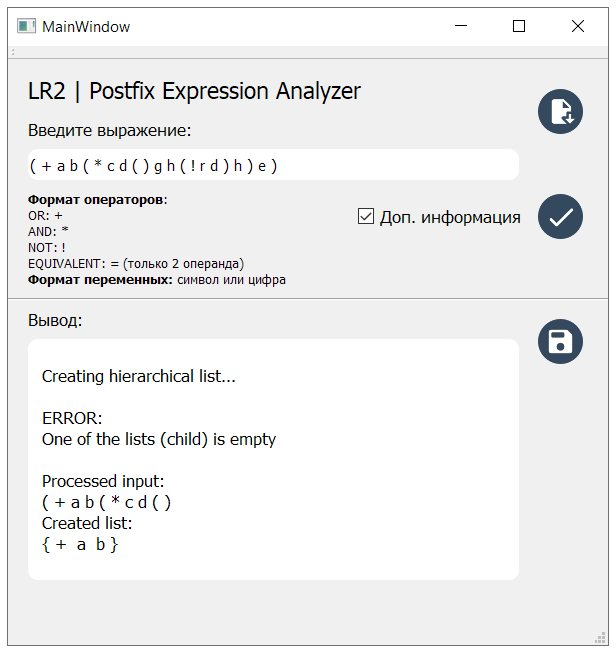 MainWindow
LR2 | Postfix Expression Analyzer
Введите выражение:
( + a b ( * c d ( ) g h ( ! r d ) h ) e )
Формат операторов:
OR: +
AND: *
NOT: !
EQUIVALENT: = (только 2 операнда)
Формат переменных: символ или цифра
Доп. информация
Вывод:
Creating hierarchical list...
ERROR:
One of the lists (child) is empty
Processed input:
( + a b ( * c d ( )
Created list:
{ +  a  b }